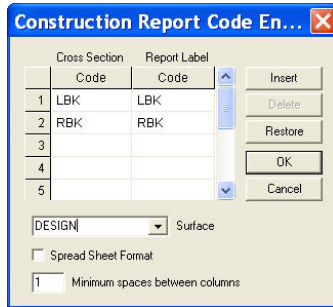 Construction Report Code En...
Cross Section Report Label
Code Code
Insert
1 LBK LBK
Delete
2 RBK RBK
Restore
3
4
OK
5
Cancel
DESIGN Surface
Spread Sheet Format
1 Minimum spaces between columns